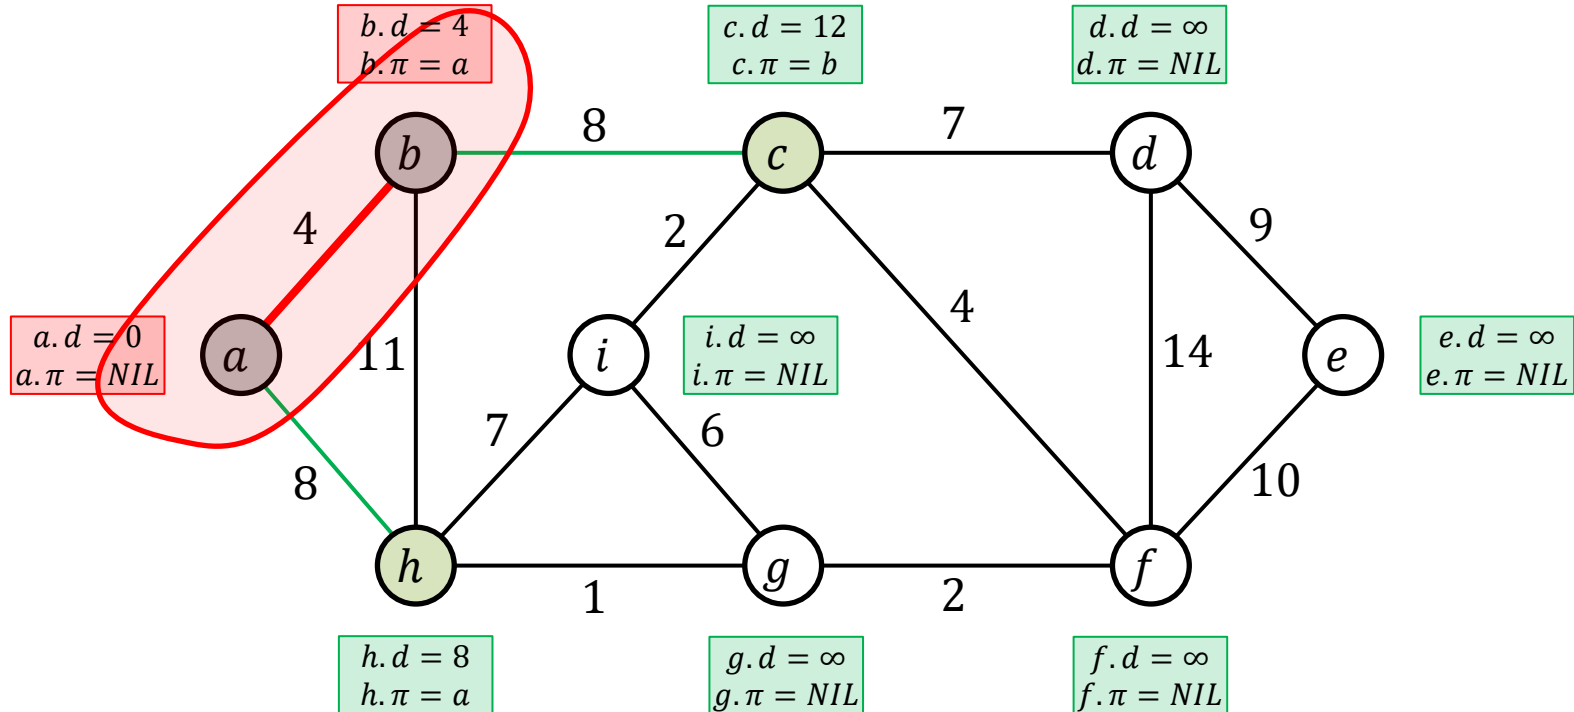 b.d = 4
b.π = a
c.d = 12
c.π = b
d.d = ∞
d.π = NIL
8
7
b
c
d
4
2
9
a.d = 0
a.π = NIL
a
11
i
i.d = ∞
i.π = NIL
4
14
e
e.d = ∞
e.π = NIL
8
7
6
10
h
g
f
1
2
h.d = 8
h.π = a
g.d = ∞
g.π = NIL
f.d = ∞
f.π = NIL